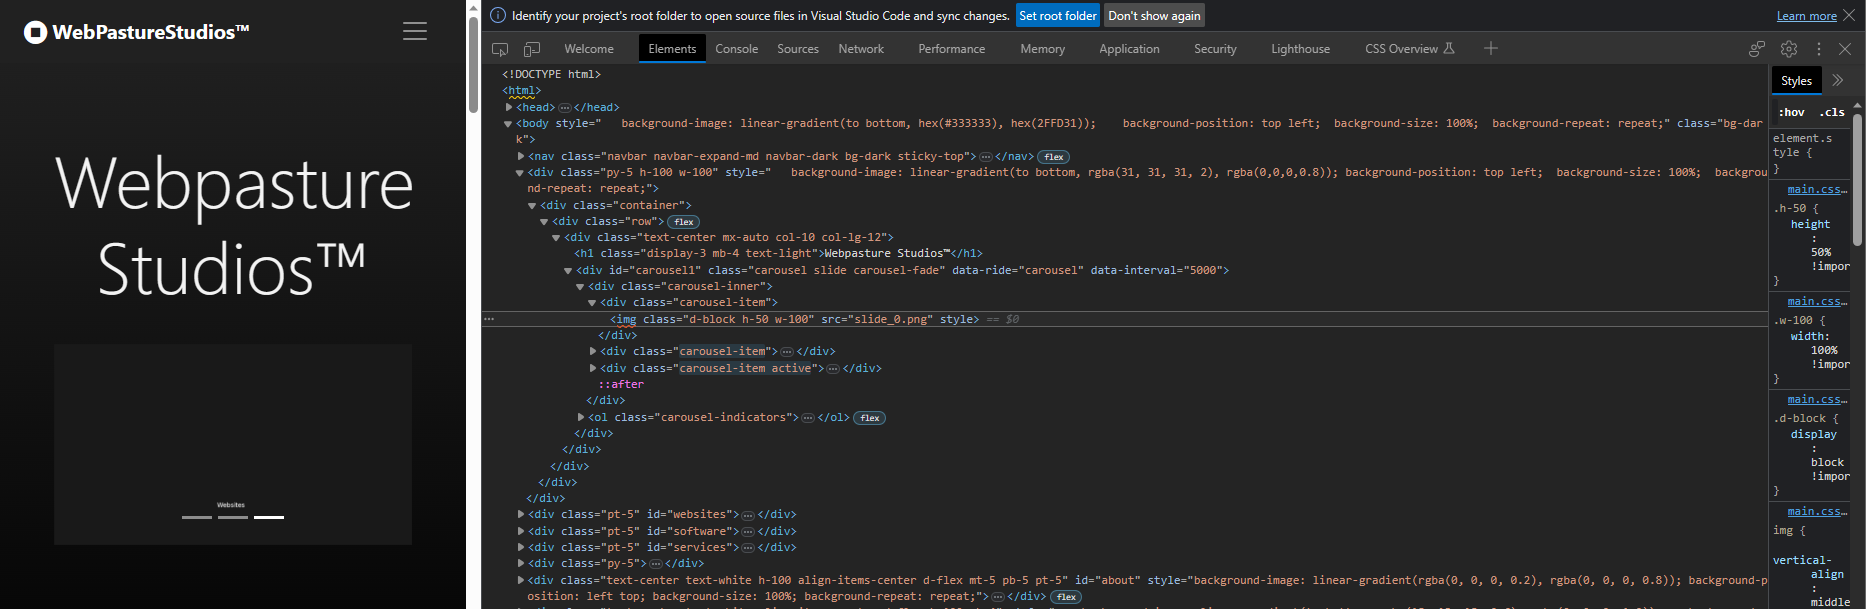 WebPastureStudios™
Webpasture
Studios™
Websites
Identify your project's root folder to open source files in Visual Studio Code and sync changes. Set root folder Don't show again Learn more
Welcome Elements Console Sources Network Performance Memory Application Security Lighthouse CSS Overview
<!DOCTYPE html>
<html>
<head>…</head>
<body style="   background-image: linear-gradient(to bottom, hex(#333333), hex(2FFD31));    background-position: top left;  background-size: 100%;  background-repeat: repeat;" class="bg-dar
k">
<nav class="navbar navbar-expand-md navbar-dark bg-dark sticky-top">…</nav> flex
<div class="py-5 h-100 w-100" style="   background-image: linear-gradient(to bottom, rgba(31, 31, 31, 2), rgba(0,0,0,0.8)); background-position: top left;  background-size: 100%;  backgrou
nd-repeat: repeat;">
<div class="container">
<div class="row"> flex
<div class="text-center mx-auto col-10 col-lg-12">
<h1 class="display-3 mb-4 text-light">Webpasture Studios™</h1>
<div id="carousel1" class="carousel slide carousel-fade" data-ride="carousel" data-interval="5000">
<div class="carousel-inner">
<div class="carousel-item">
… <img class="d-block h-50 w-100" src="slide_0.png" style> == $0
</div>
<div class="carousel-item">…</div>
<div class="carousel-item active">…</div>
::after
</div>
<ol class="carousel-indicators">…</ol> flex
</div>
</div>
</div>
</div>
</div>
<div class="pt-5" id="websites">…</div>
<div class="pt-5" id="software">…</div>
<div class="pt-5" id="services">…</div>
<div class="py-5">…</div>
<div class="text-center text-white h-100 align-items-center d-flex mt-5 pb-5 pt-5" id="about" style="background-image: linear-gradient(rgba(0, 0, 0, 0.2), rgba(0, 0, 0, 0.8)); background-p
osition: left top; background-size: 100%; background-repeat: repeat;">…</div> flex
Styles
:hov .cls
element.s
tyle {
}
main.css…
.h-50 {
height
:
50%
!impor
}
main.css…
.w-100 {
width:
100%
!impor
}
main.css…
.d-block {
display
:
block
!impor
}
main.css…
img {
vertical-
align
:
middle